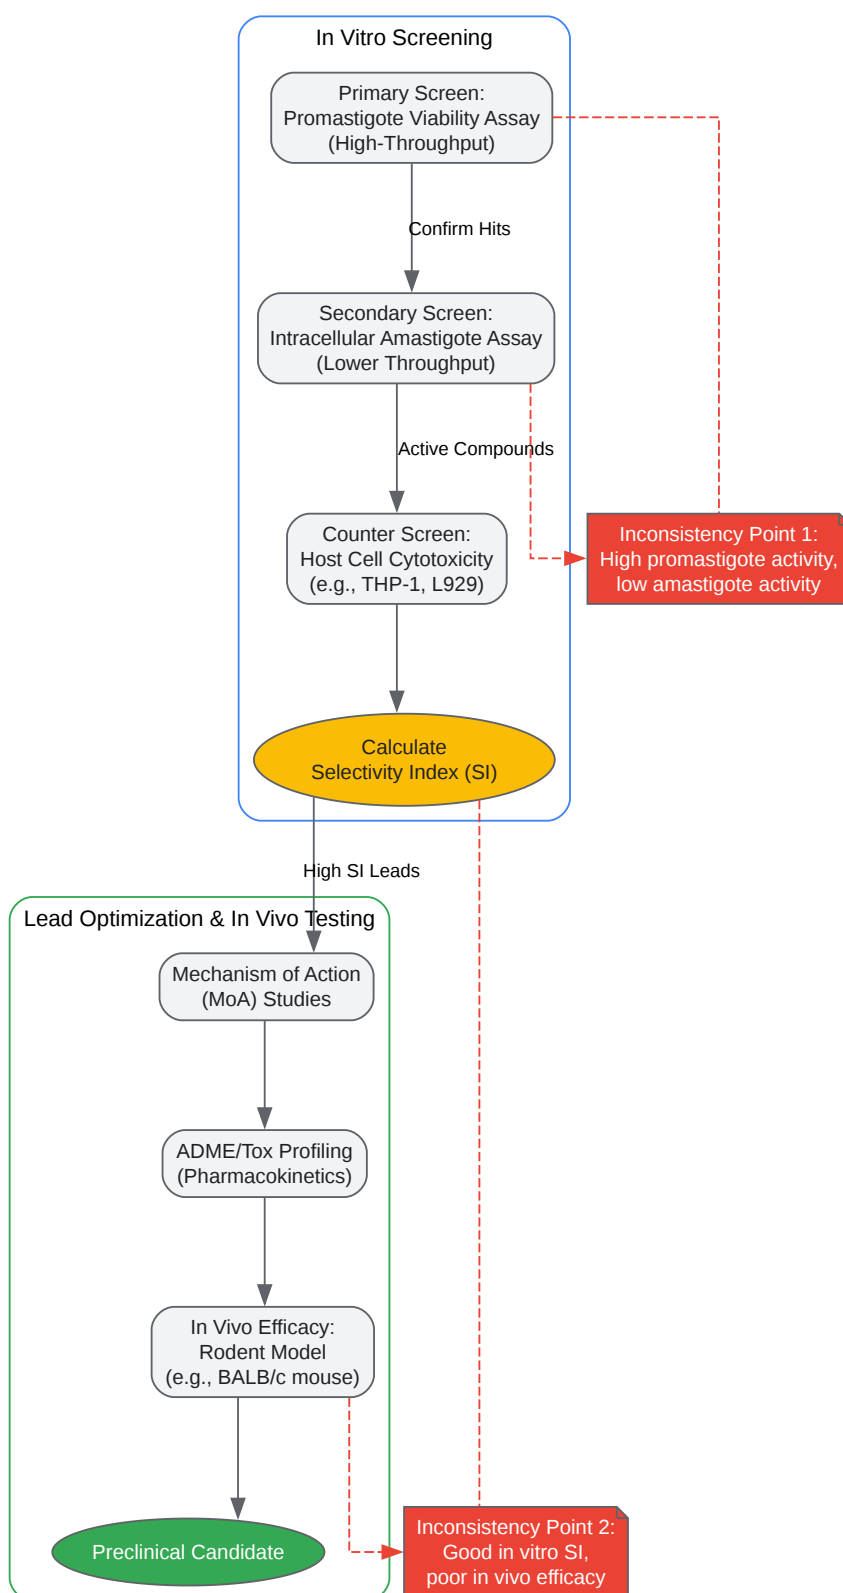 In Vitro Screening
Primary Screen:
Promastigote Viability Assay
(High-Throughput)
Confirm Hits
Secondary Screen:
Intracellular Amastigote Assay
(Lower Throughput)
Active Compounds
Counter Screen:
Host Cell Cytotoxicity
(e.g., THP-1, L929)
Inconsistency Point 1:
High promastigote activity,
low amastigote activity
Calculate
Selectivity Index (SI)
High SI Leads
Lead Optimization & In Vivo Testing
Mechanism of Action
(MoA) Studies
ADME/Tox Profiling
(Pharmacokinetics)
In Vivo Efficacy:
Rodent Model
(e.g., BALB/c mouse)
Preclinical Candidate
Inconsistency Point 2:
Good in vitro SI,
poor in vivo efficacy